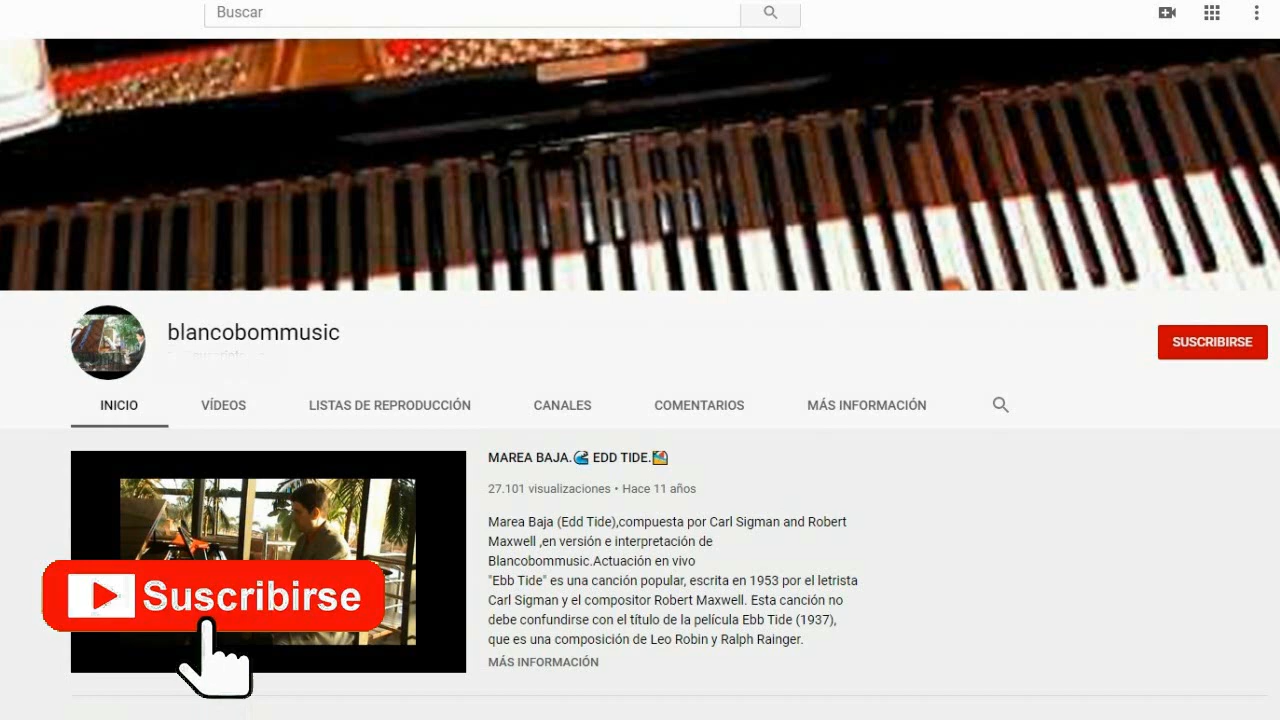 Buscar
blancobommusic
SUSCRIBIRSE
INICIO VÍDEOS LISTAS DE REPRODUCCIÓN CANALES COMENTARIOS MÁS INFORMACIÓN
MAREA BAJA.🌊 EDD TIDE.🏖️
27.101 visualizaciones • Hace 11 años
Marea Baja (Edd Tide),compuesta por Carl Sigman and Robert
Maxwell ,en versión e interpretación de
Blancobommusic.Actuación en vivo
"Ebb Tide" es una canción popular, escrita en 1953 por el letrista
Carl Sigman y el compositor Robert Maxwell. Esta canción no
debe confundirse con el título de la película Ebb Tide (1937),
que es una composición de Leo Robin y Ralph Rainger.
MÁS INFORMACIÓN
Suscribirse